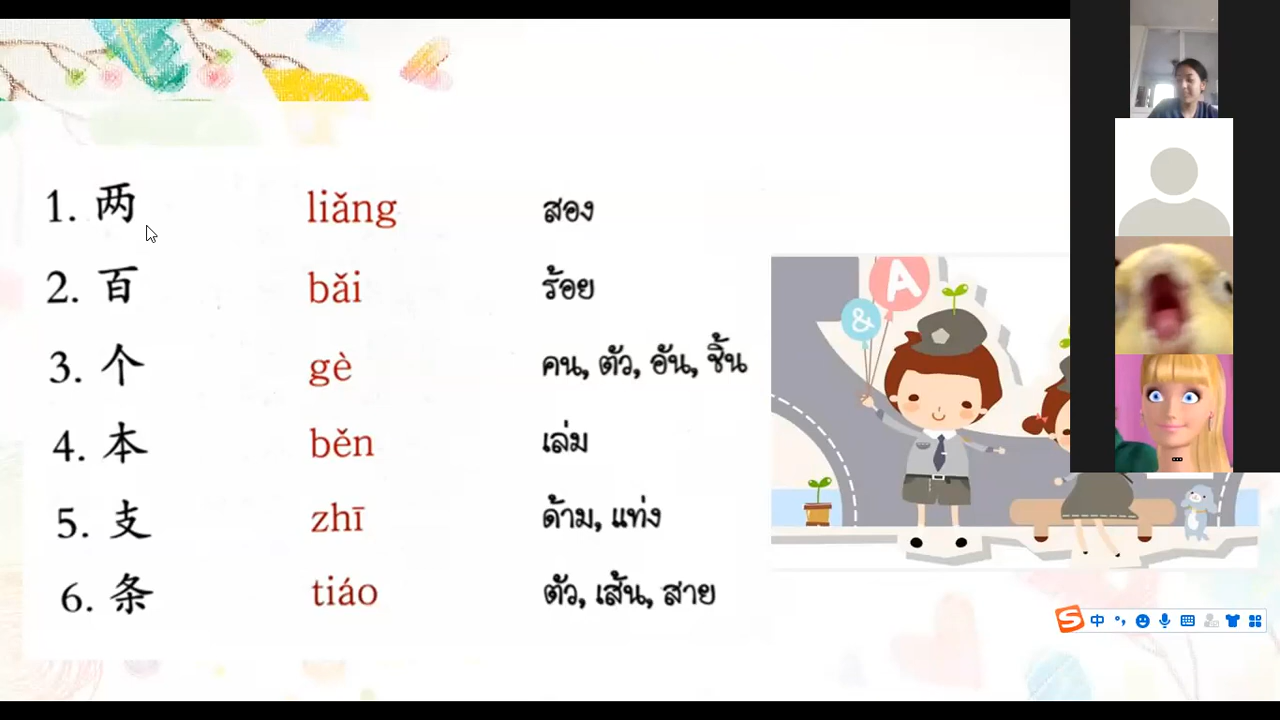 1. 两 liǎng สอง
2. 百 bǎi ร้อย
3. 个 gè คน, ตัว, อัน, ชิ้น
4. 本 běn เล่ม
5. 支 zhī ด้าม, แท่ง
6. 条 tiáo ตัว, เส้น, สาย
A
&
S 中